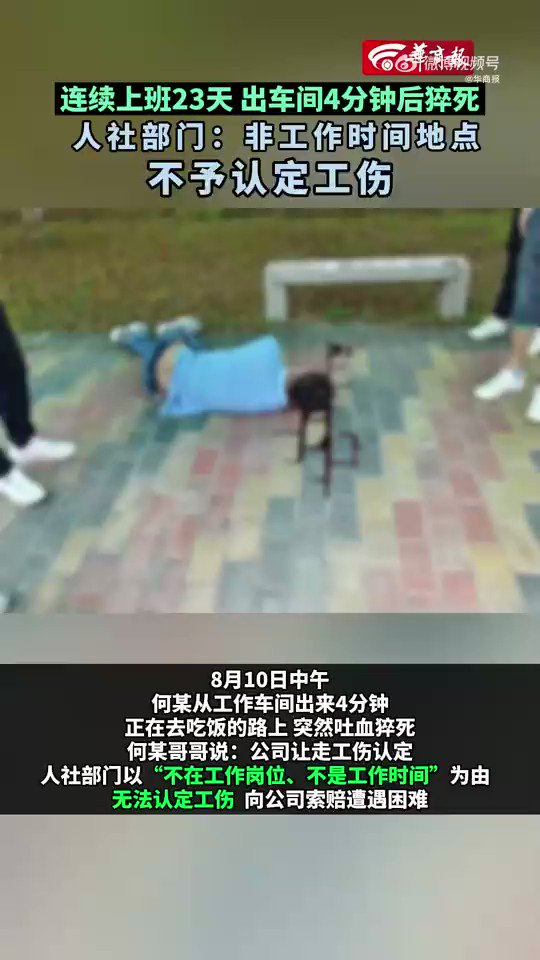 华商报
微博视频号
@华商报
连续上班23天 出车间4分钟后猝死
人社部门：非工作时间地点
不予认定工伤
8月10日中午
何某从工作车间出来4分钟
正在去吃饭的路上 突然吐血猝死
何某哥哥说：公司让走工伤认定
人社部门以“不在工作岗位、不是工作时间”为由
无法认定工伤 向公司索赔遭遇困难